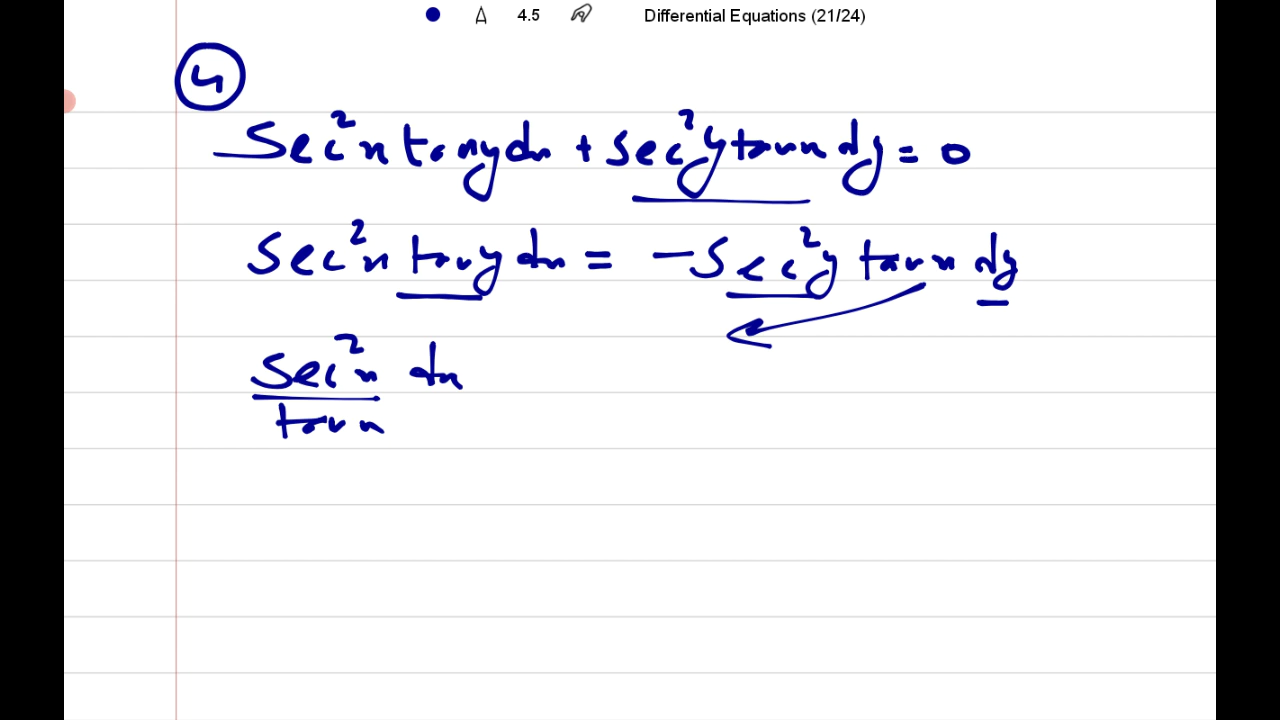 4.5 Differential Equations (21/24)
4
Sec²x tany dx + sec²y tanx dy = 0
Sec²x tany dx = -Sec²y tanx dy
Sec²x dx
tanx